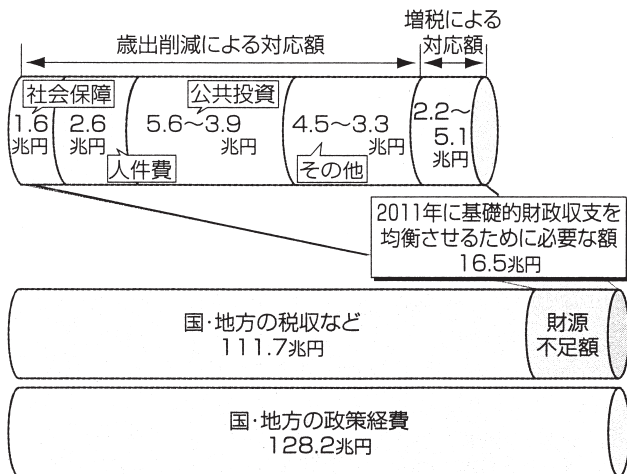 歳出削減による対応額
増税による
対応額
社会保障
1.6
兆円
2.6
兆円
人件費
公共投資
5.6〜3.9
兆円
4.5〜3.3
兆円
その他
2.2〜
5.1
兆円
2011年に基礎的財政収支を
均衡させるために必要な額
16.5兆円
国・地方の税収など
111.7兆円
財源
不足額
国・地方の政策経費
128.2兆円